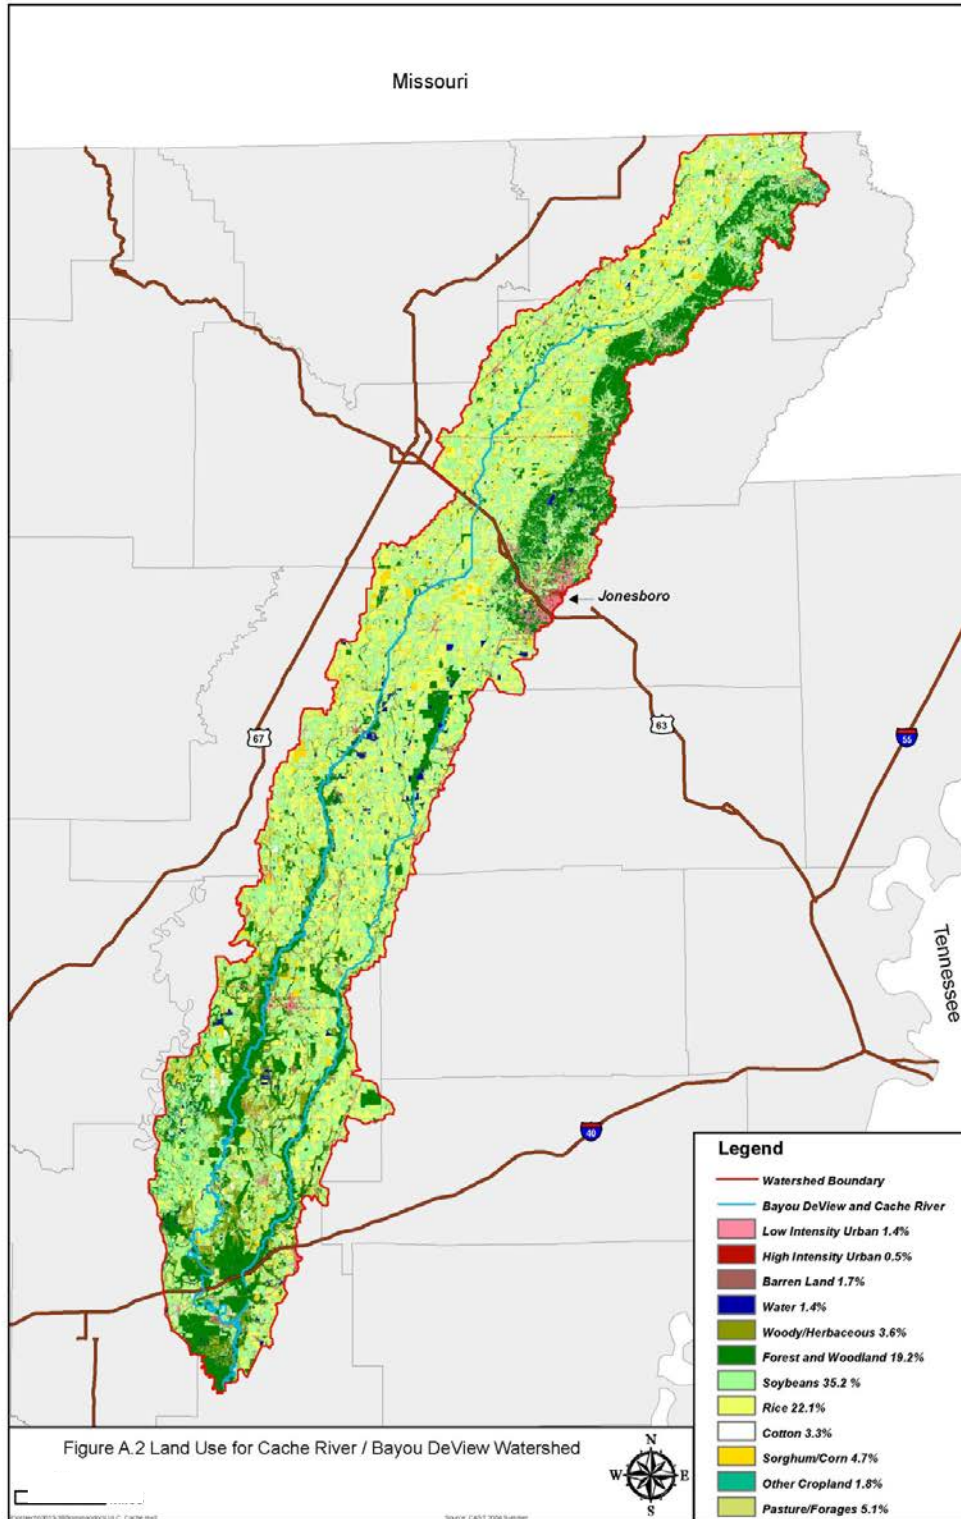 Missouri
Jonesboro
67
63
55
Tennessee
40
Legend
Watershed Boundary
Bayou DeView and Cache River
Low Intensity Urban 1.4%
High Intensity Urban 0.5%
Barren Land 1.7%
Water 1.4%
Woody/Herbaceous 3.6%
Forest and Woodland 19.2%
Soybeans 35.2 %
Rice 22.1%
Cotton 3.3%
Sorghum/Corn 4.7%
Other Cropland 1.8%
Pasture/Forages 5.1%
Figure A.2 Land Use for Cache River / Bayou DeView Watershed
N
W E
S